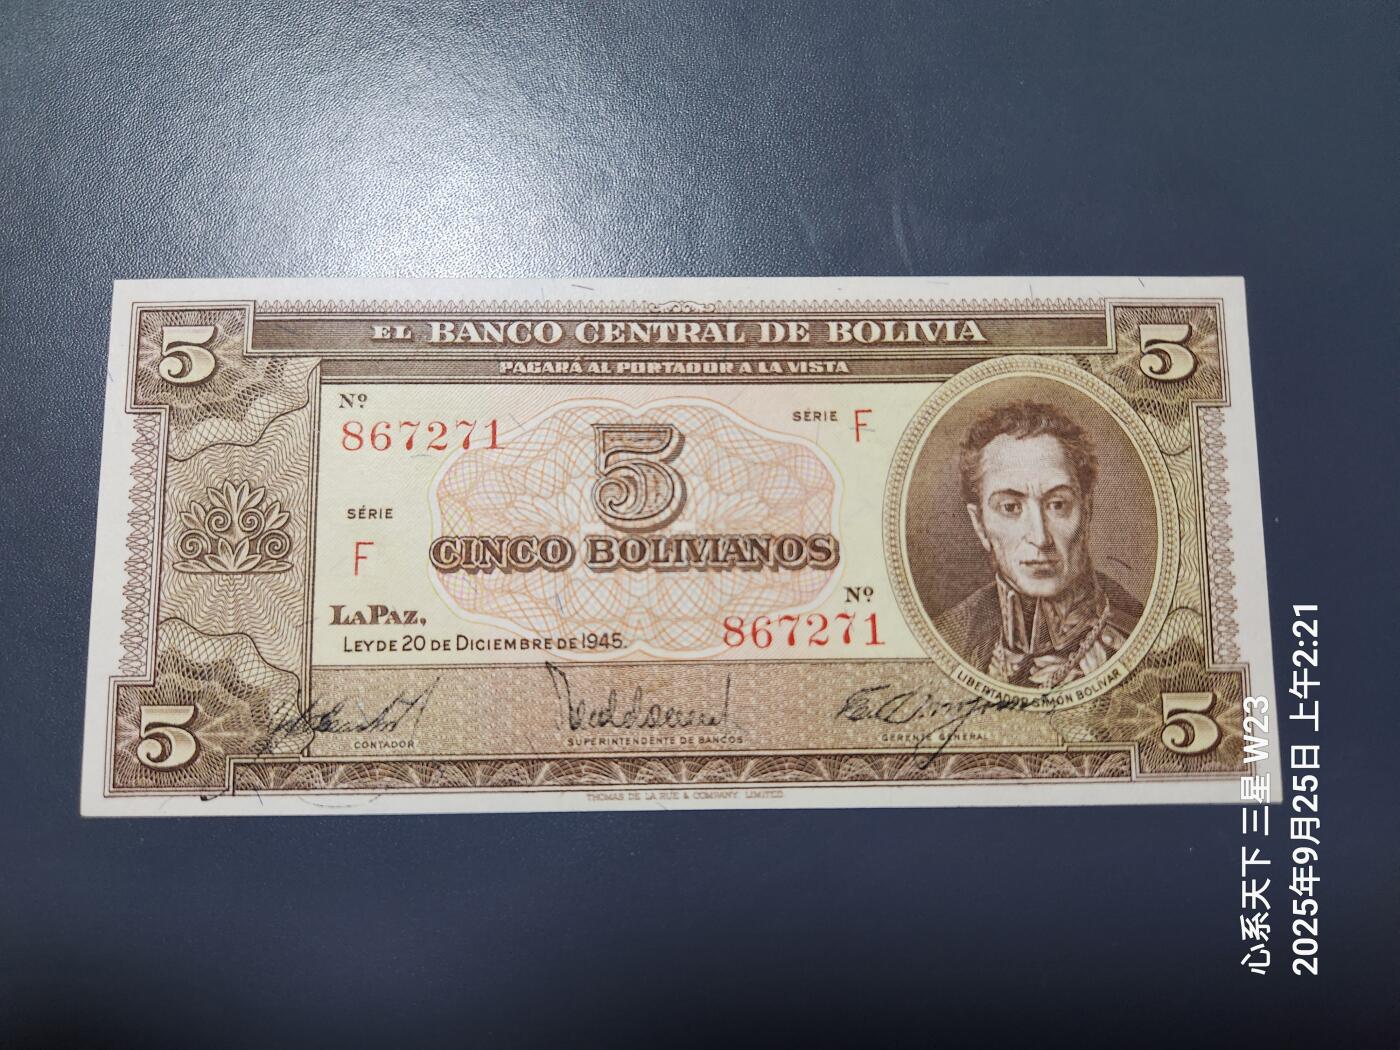 5
EL BANCO CENTRAL DE BOLIVIA
5
PAGARÁ AL PORTADOR A LA VISTA
Nº
867271
SÉRIE F
5
SÉRIE
F
CINCO BOLIVIANOS
Nº
867271
LA PAZ,
LEY DE 20 DE DICIEMBRE DE 1945.
LIBERTADOR SIMÓN BOLIVAR
5
CONTADOR
SUPERINTENDENTE DE BANCOS
GERENTE GENERAL
5
THOMAS DE LA RUE & COMPANY, LIMITED
心系天下 三星 W23
2025年9月25日 上午2:21